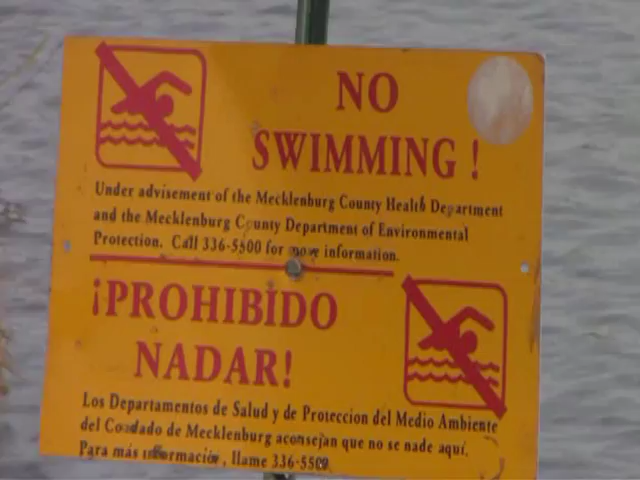 NO
SWIMMING !
Under advisement of the Mecklenburg County Health Department
and the Mecklenburg County Department of Environmental
Protection. Call 336-5500 for more information.
¡PROHIBIDO
NADAR!
Los Departamentos de Salud y de Proteccion del Medio Ambiente
del Condado de Mecklenburg aconsejan que no se nade aquí.
Para más información, llame 336-5500.